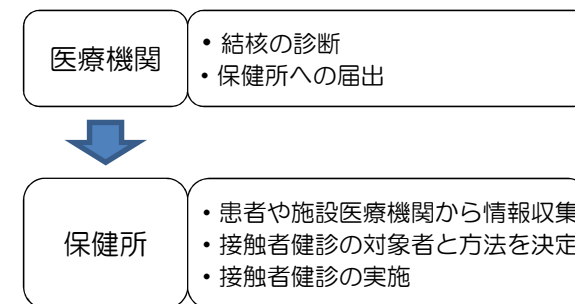 医療機関
• 結核の診断
• 保健所への届出
保健所
• 患者や施設医療機関から情報収集
• 接触者健診の対象者と方法を決定
• 接触者健診の実施